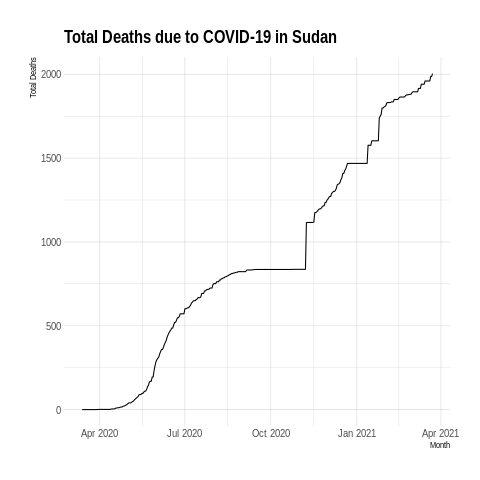 Total Deaths due to COVID-19 in Sudan
Total Deaths
2000
1500
1000
500
0
Apr 2020 Jul 2020 Oct 2020 Jan 2021 Apr 2021
Month